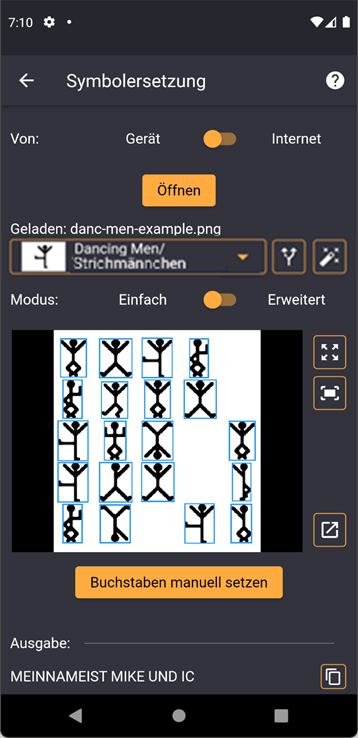 7:10
Symbolersetzung
Von: Gerät Internet
Öffnen
Geladen: danc-men-example.png
Dancing Men/
Strichmännchen
Modus: Einfach Erweitert
Buchstaben manuell setzen
Ausgabe:
MEINNAMEIST MIKE UND IC